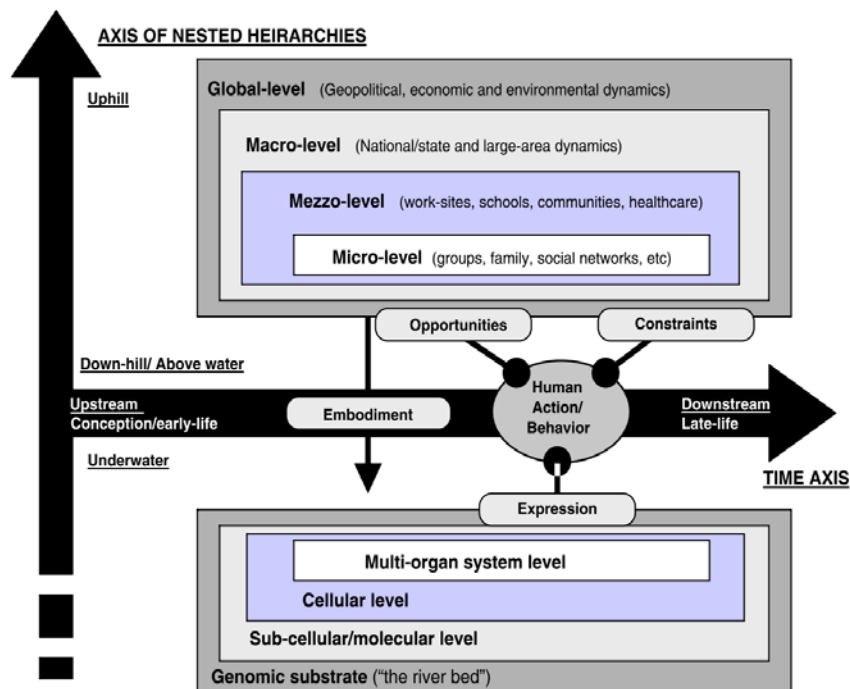 AXIS OF NESTED HEIRARCHIES
Uphill
Global-level (Geopolitical, economic and environmental dynamics)
Macro-level (National/state and large-area dynamics)
Mezzo-level (work-sites, schools, communities, healthcare)
Micro-level (groups, family, social networks, etc)
Opportunities
Constraints
Down-hill/ Above water
Upstream
Conception/early-life
Embodiment
Human
Action/
Behavior
Downstream
Late-life
Underwater
TIME AXIS
Expression
Multi-organ system level
Cellular level
Sub-cellular/molecular level
Genomic substrate ("the river bed")